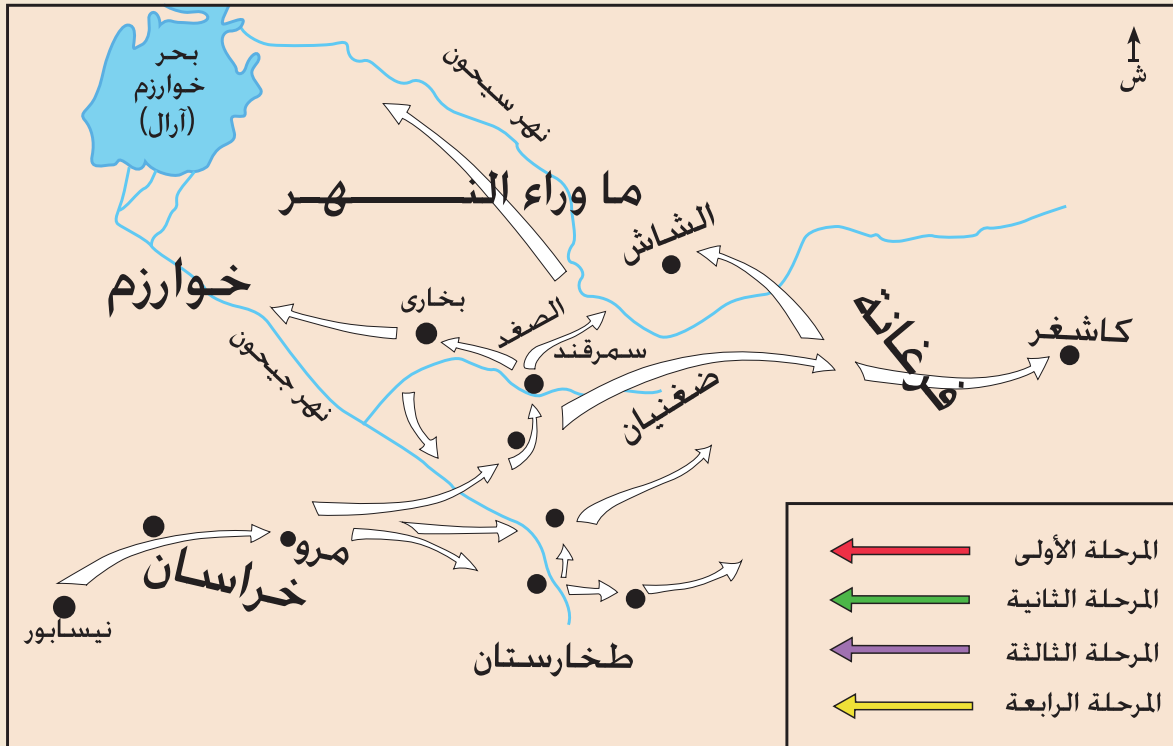 بحر
خوارزم
(آرال)
ش
نهر سيحون
ما وراء النـــــــهـــر
الشاش
خوارزم
بخارى
الصغد
سمرقند
فرغانة
كاشغر
نهر جيحون
ضغنيان
مرو
خراسان
نيسابور
طخارستان
المرحلة الأولى
المرحلة الثانية
المرحلة الثالثة
المرحلة الرابعة